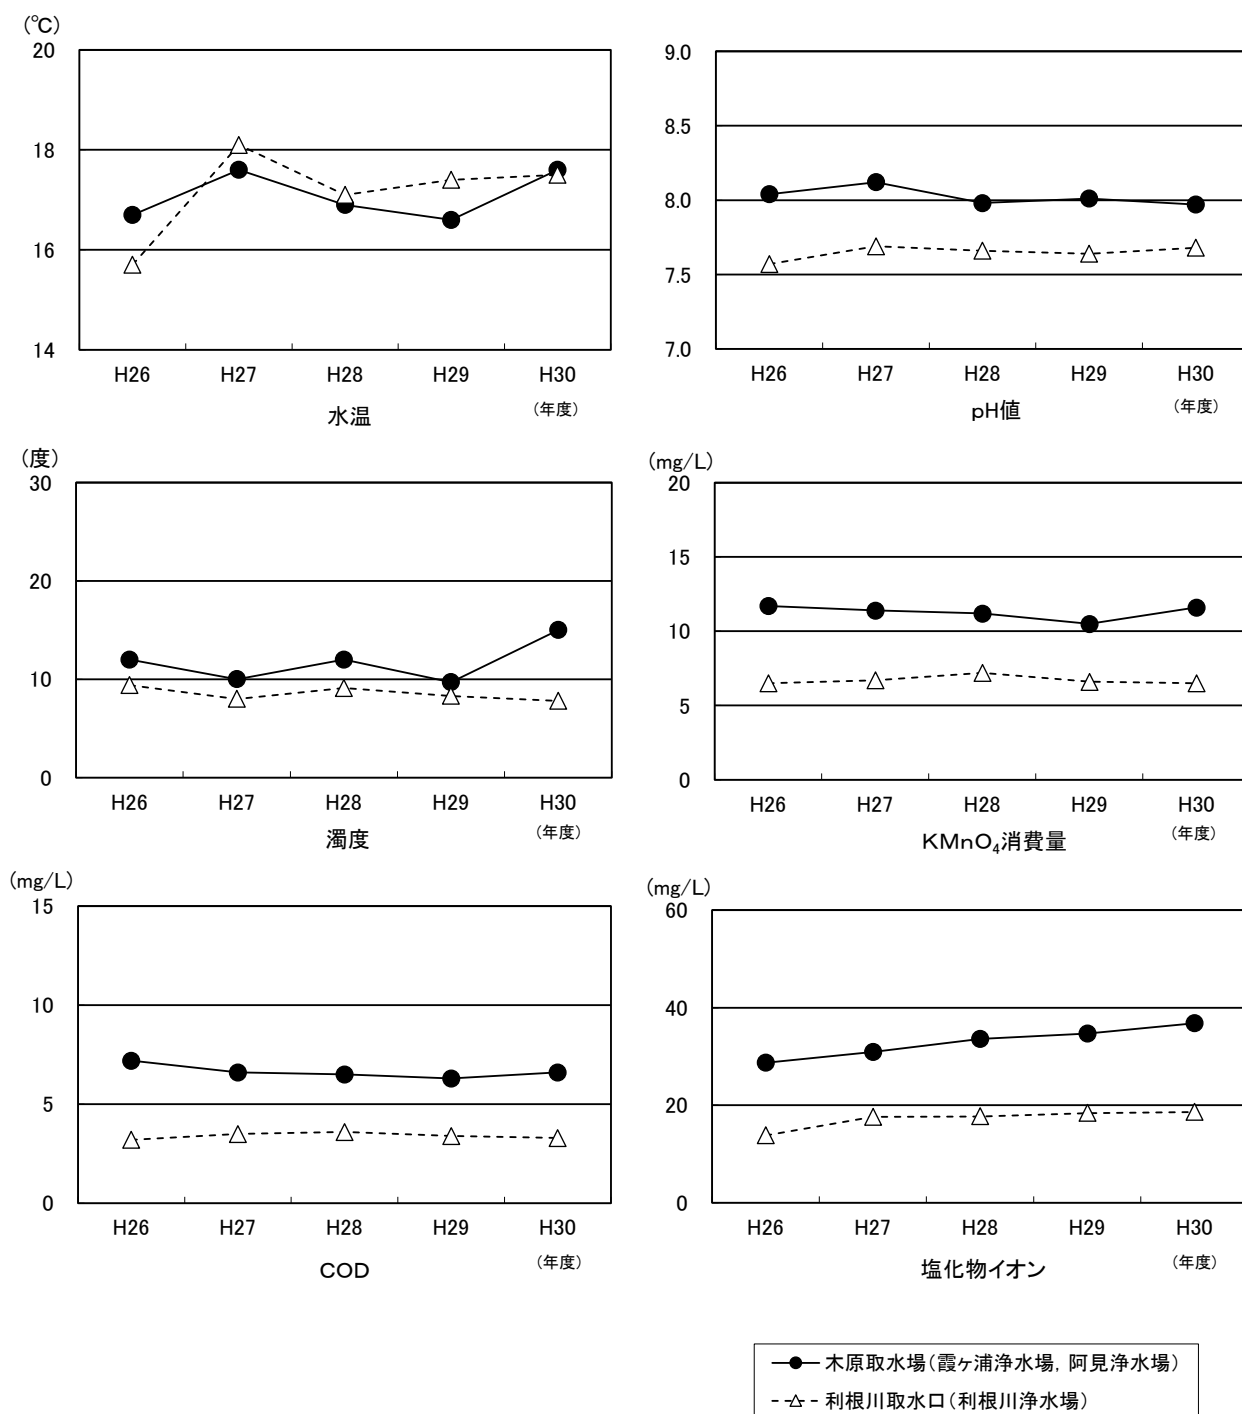 (℃)
20
18
16
14
H26 H27 H28 H29 H30
水温 (年度)
9.0
8.5
8.0
7.5
7.0
H26 H27 H28 H29 H30
pH値 (年度)
(度)
30
20
10
0
H26 H27 H28 H29 H30
濁度 (年度)
(mg/L)
20
15
10
5
0
H26 H27 H28 H29 H30
KMnO₄消費量 (年度)
(mg/L)
15
10
5
0
H26 H27 H28 H29 H30
COD (年度)
(mg/L)
60
40
20
0
H26 H27 H28 H29 H30
塩化物イオン (年度)
木原取水場(霞ヶ浦浄水場, 阿見浄水場)
利根川取水口(利根川浄水場)